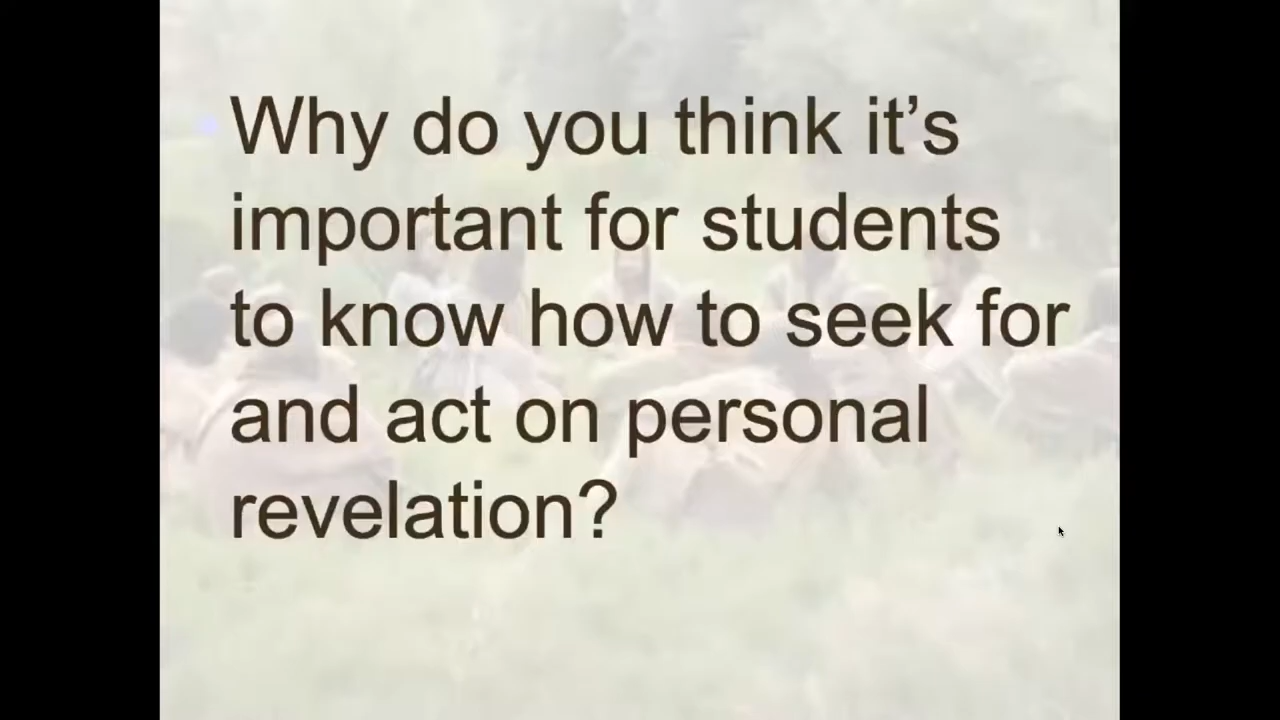 Why do you think it’s
important for students
to know how to seek for
and act on personal
revelation?